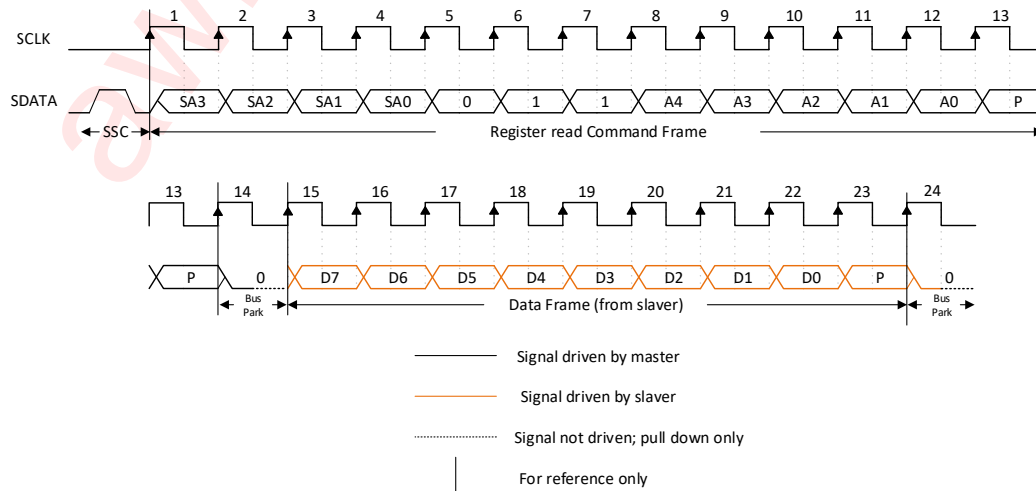 1 2 3 4 5 6 7 8 9 10 11 12 13
SCLK
SDATA SA3 SA2 SA1 SA0 0 1 1 A4 A3 A2 A1 A0 P
SSC Register read Command Frame
13 14 15 16 17 18 19 20 21 22 23 24
P 0 D7 D6 D5 D4 D3 D2 D1 D0 P 0
Bus Park Data Frame (from slaver) Bus Park
Signal driven by master
Signal driven by slaver
Signal not driven; pull down only
For reference only